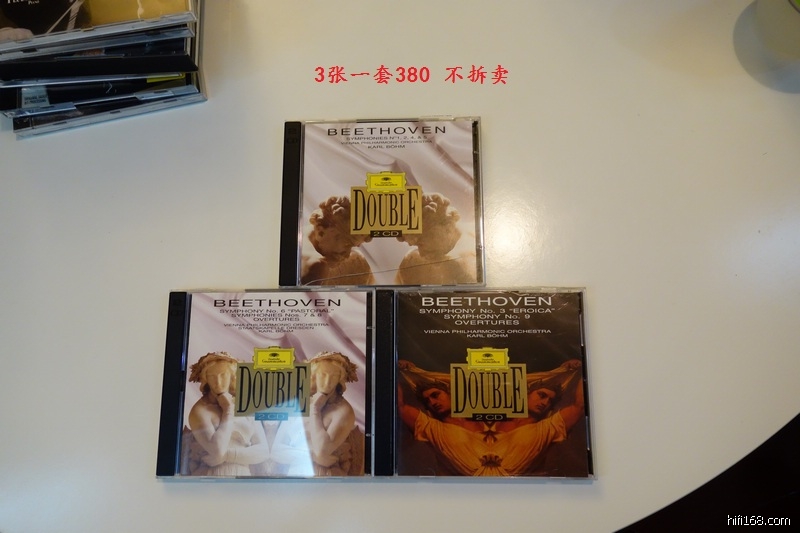 3张一套380 不拆卖
BEETHOVEN
SYMPHONIES Nº1, 2, 4, & 5
VIENNA PHILHARMONIC ORCHESTRA
KARL BÖHM
DOUBLE
2 CD
BEETHOVEN
SYMPHONY No. 6 "PASTORAL"
SYMPHONIES Nos. 7 & 8
OVERTURES
VIENNA PHILHARMONIC ORCHESTRA
STAATSKAPELLE DRESDEN
KARL BÖHM
DOUBLE
2 CD
BEETHOVEN
SYMPHONY No. 3 "EROICA"
SYMPHONY No. 9
OVERTURES
VIENNA PHILHARMONIC ORCHESTRA
KARL BÖHM
DOUBLE
2 CD
hifi168.com